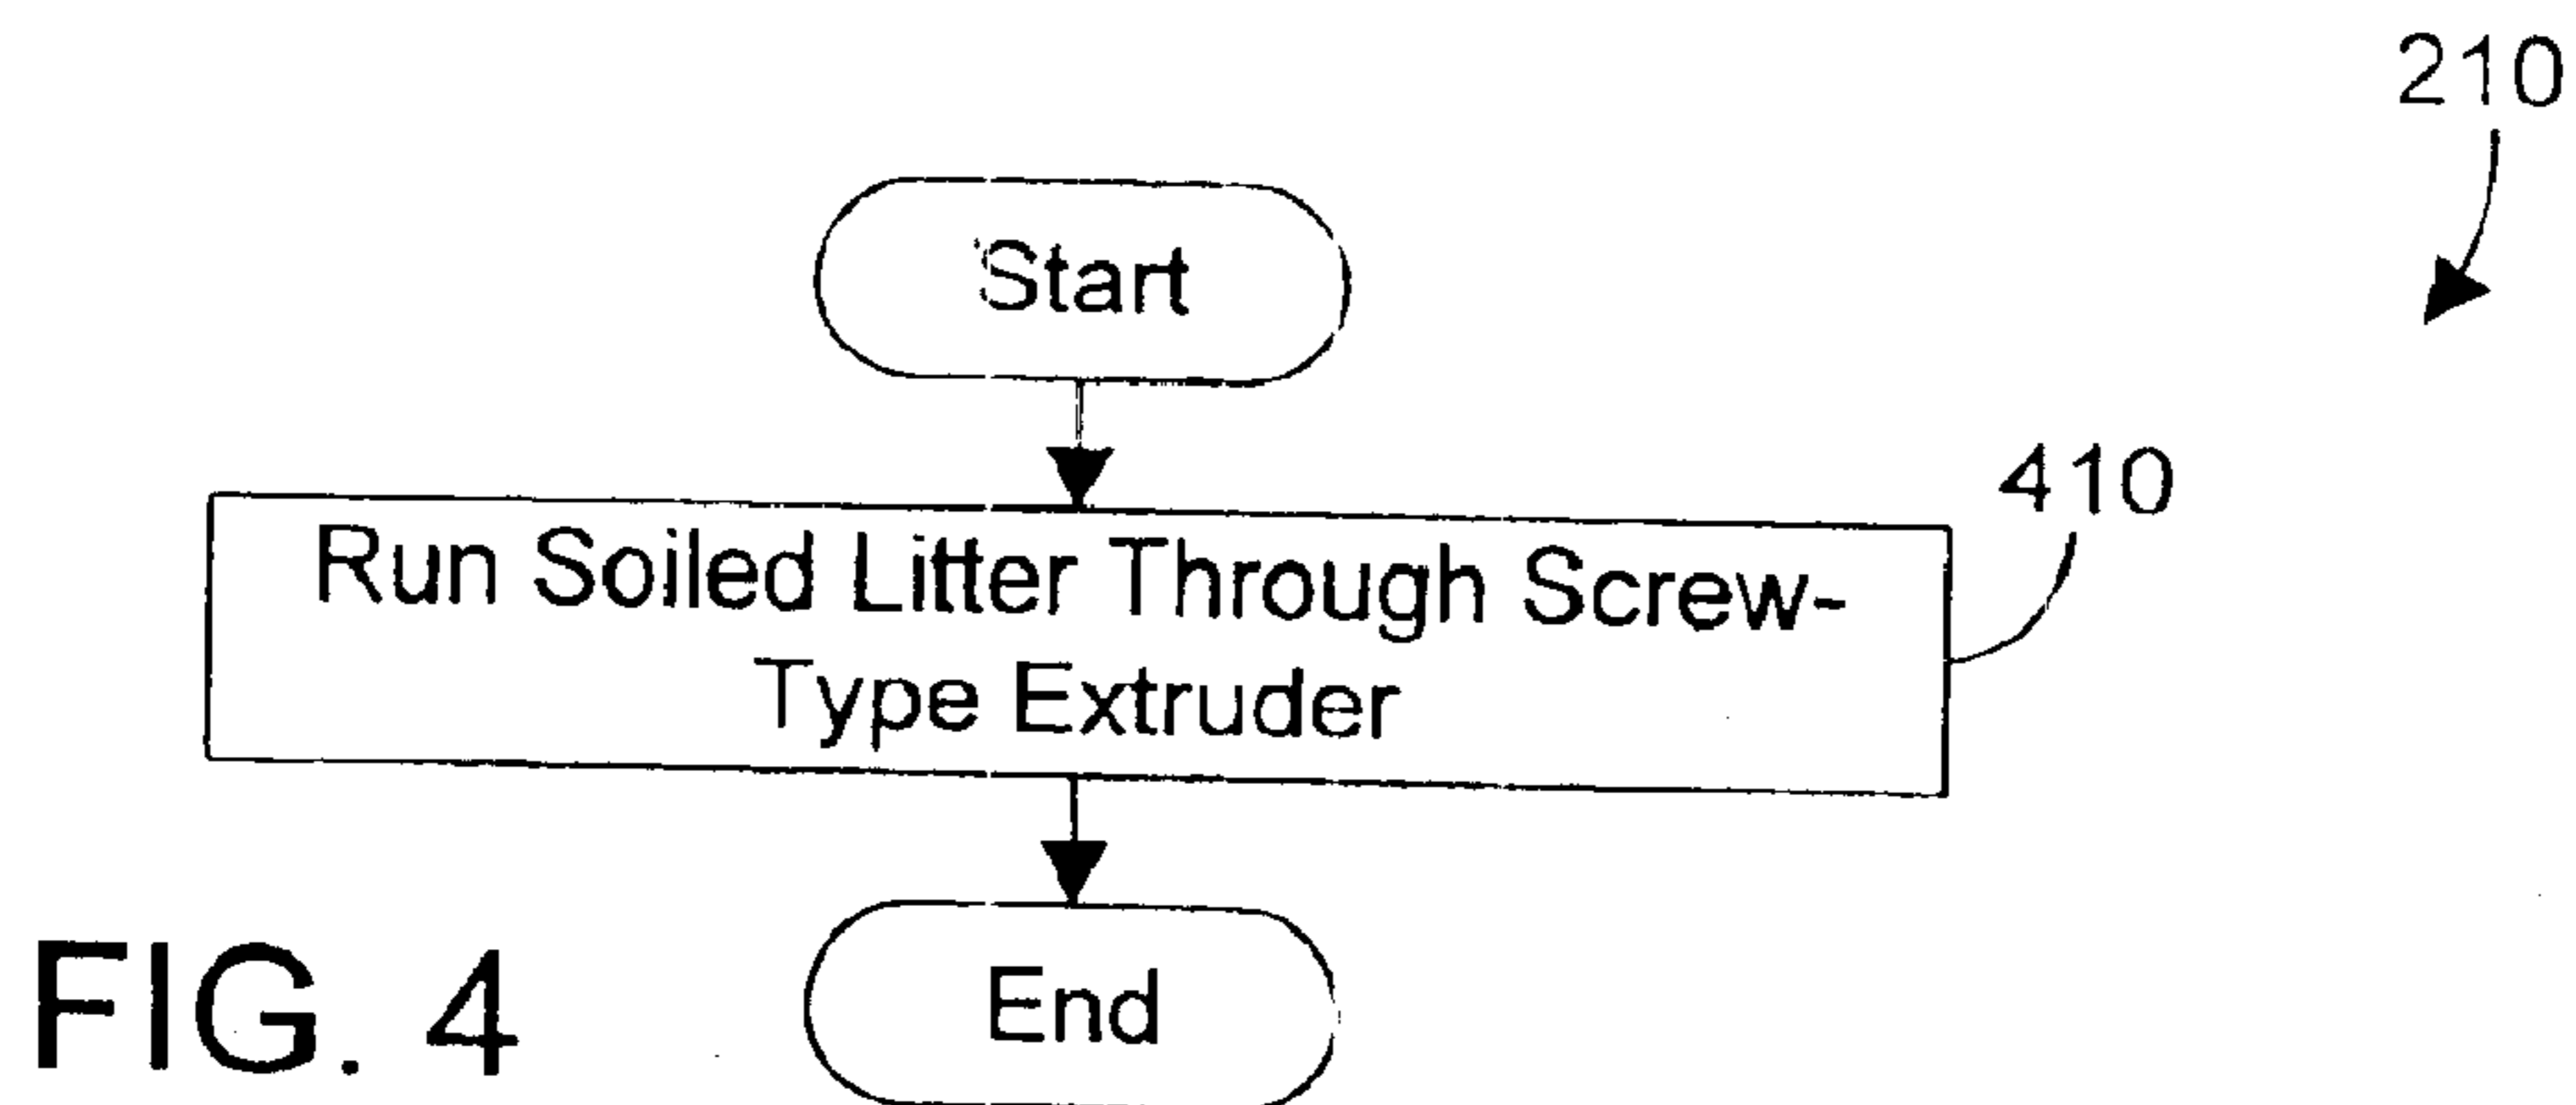 210
Start
410
Run Soiled Litter Through Screw-
Type Extruder
End
FIG. 4